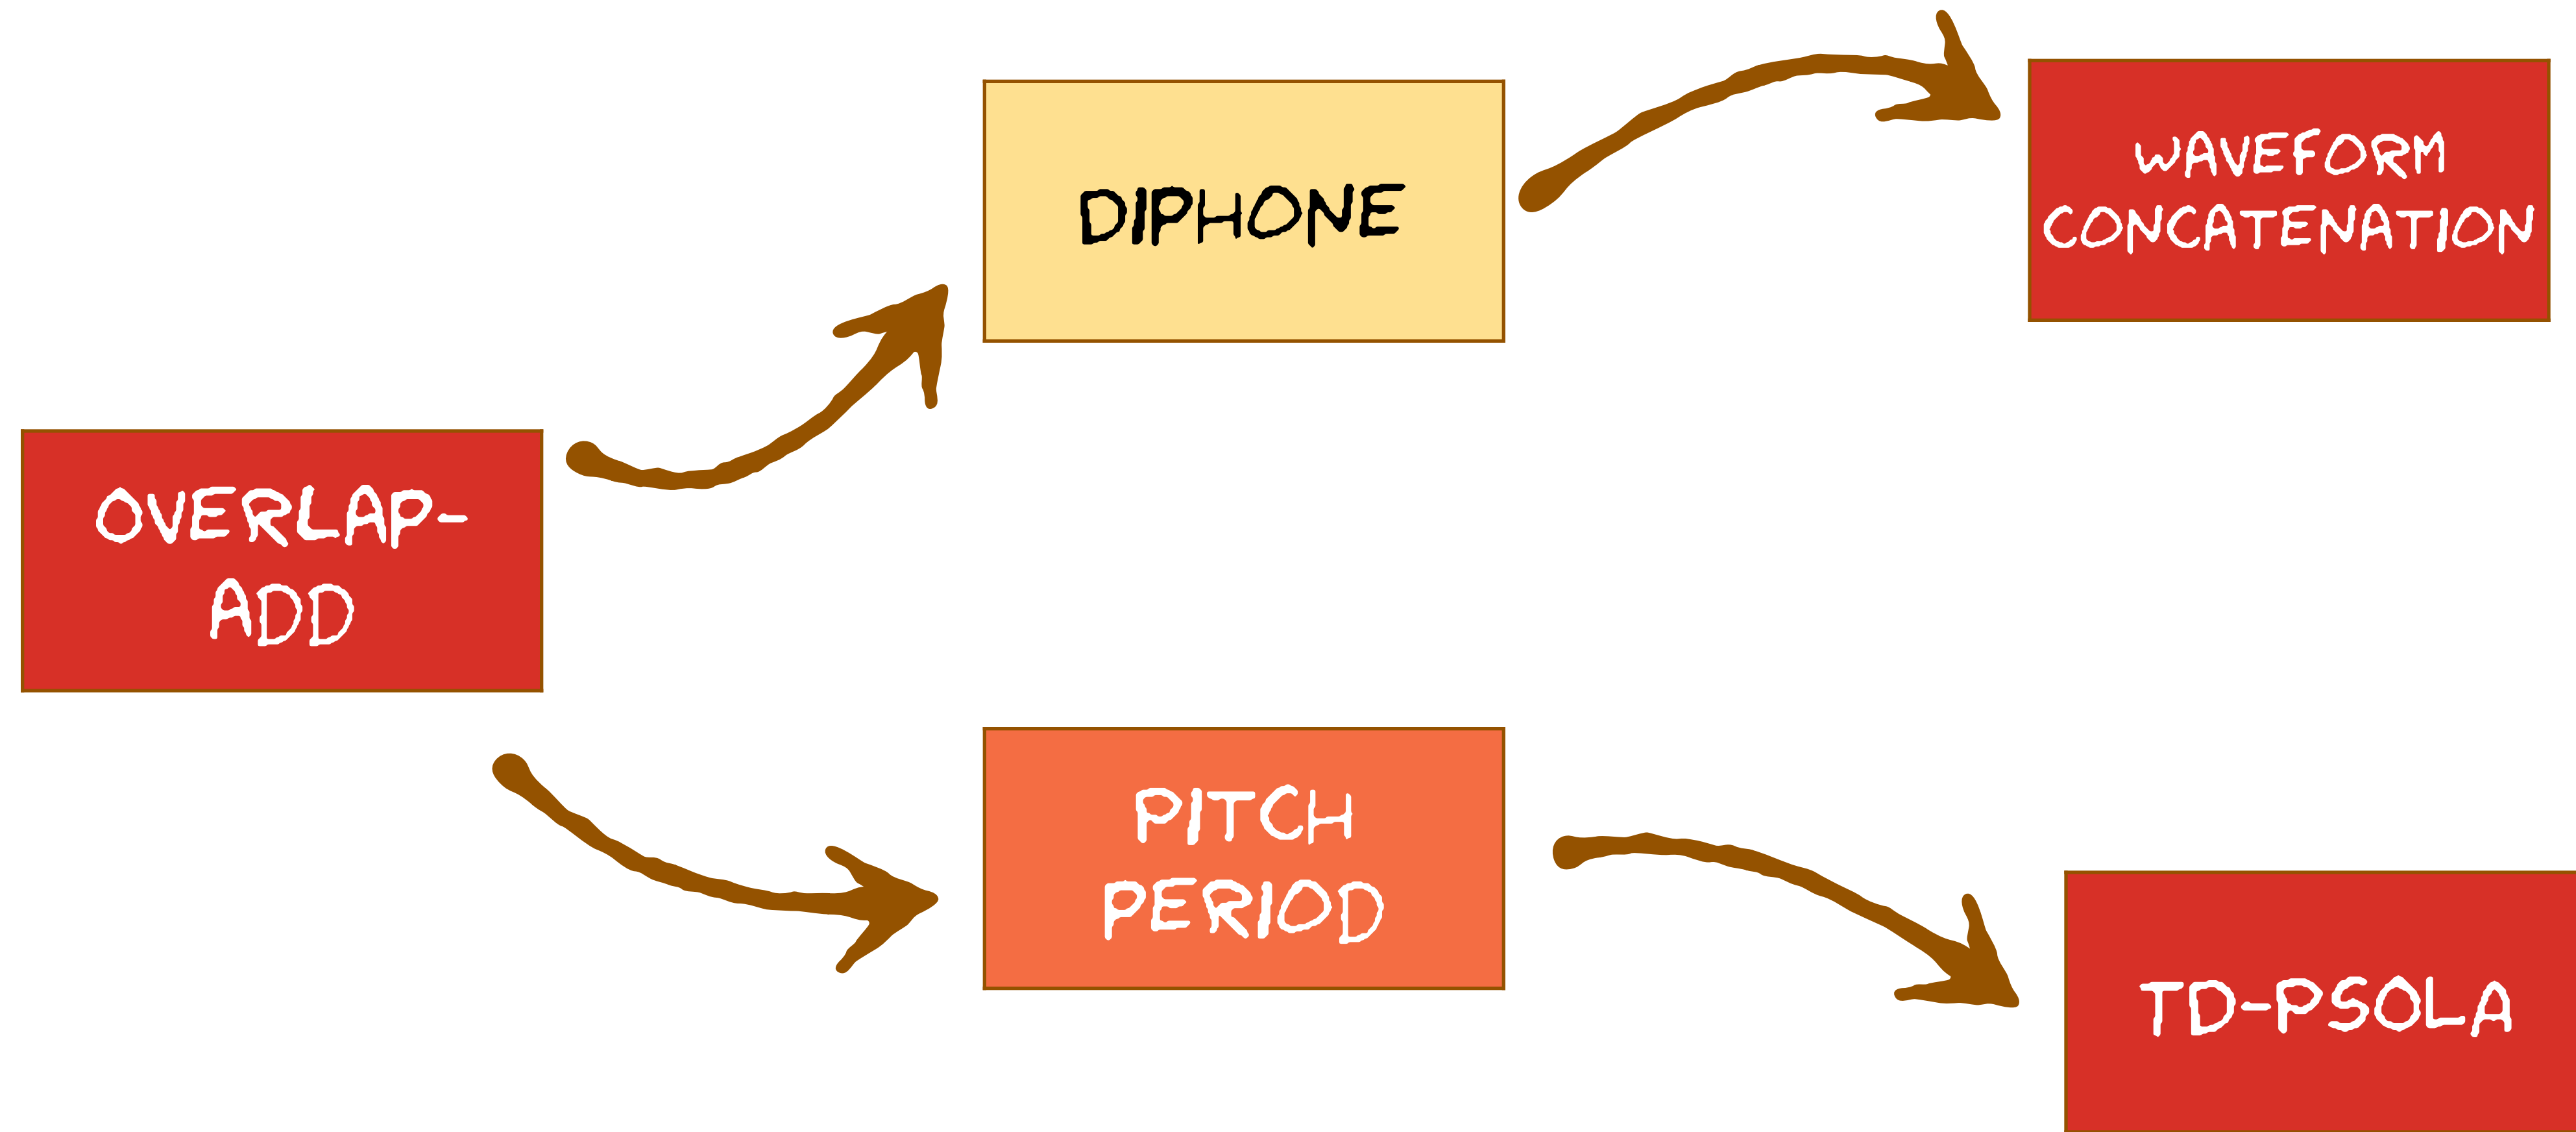 DIPHONE
WAVEFORM
CONCATENATION
OVERLAP-
ADD
PITCH
PERIOD
TD-PSOLA